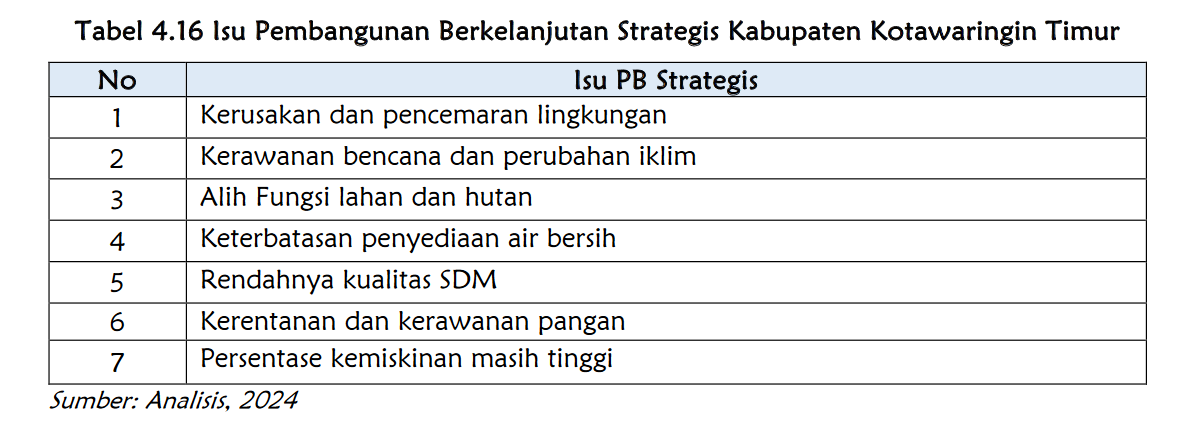 Tabel 4.16 Isu Pembangunan Berkelanjutan Strategis Kabupaten Kotawaringin Timur
No Isu PB Strategis
1 Kerusakan dan pencemaran lingkungan
2 Kerawanan bencana dan perubahan iklim
3 Alih Fungsi lahan dan hutan
4 Keterbatasan penyediaan air bersih
5 Rendahnya kualitas SDM
6 Kerentanan dan kerawanan pangan
7 Persentase kemiskinan masih tinggi
Sumber: Analisis, 2024